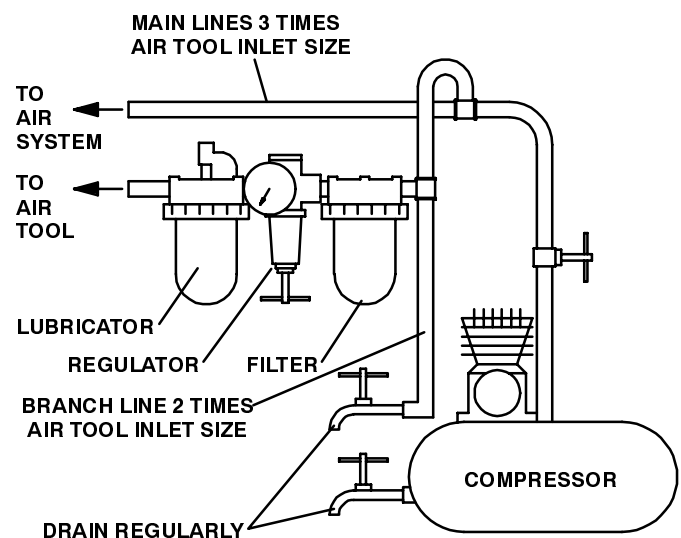 MAIN LINES 3 TIMES
AIR TOOL INLET SIZE
TO
AIR
SYSTEM
TO
AIR
TOOL
LUBRICATOR
REGULATOR
FILTER
BRANCH LINE 2 TIMES
AIR TOOL INLET SIZE
COMPRESSOR
DRAIN REGULARLY